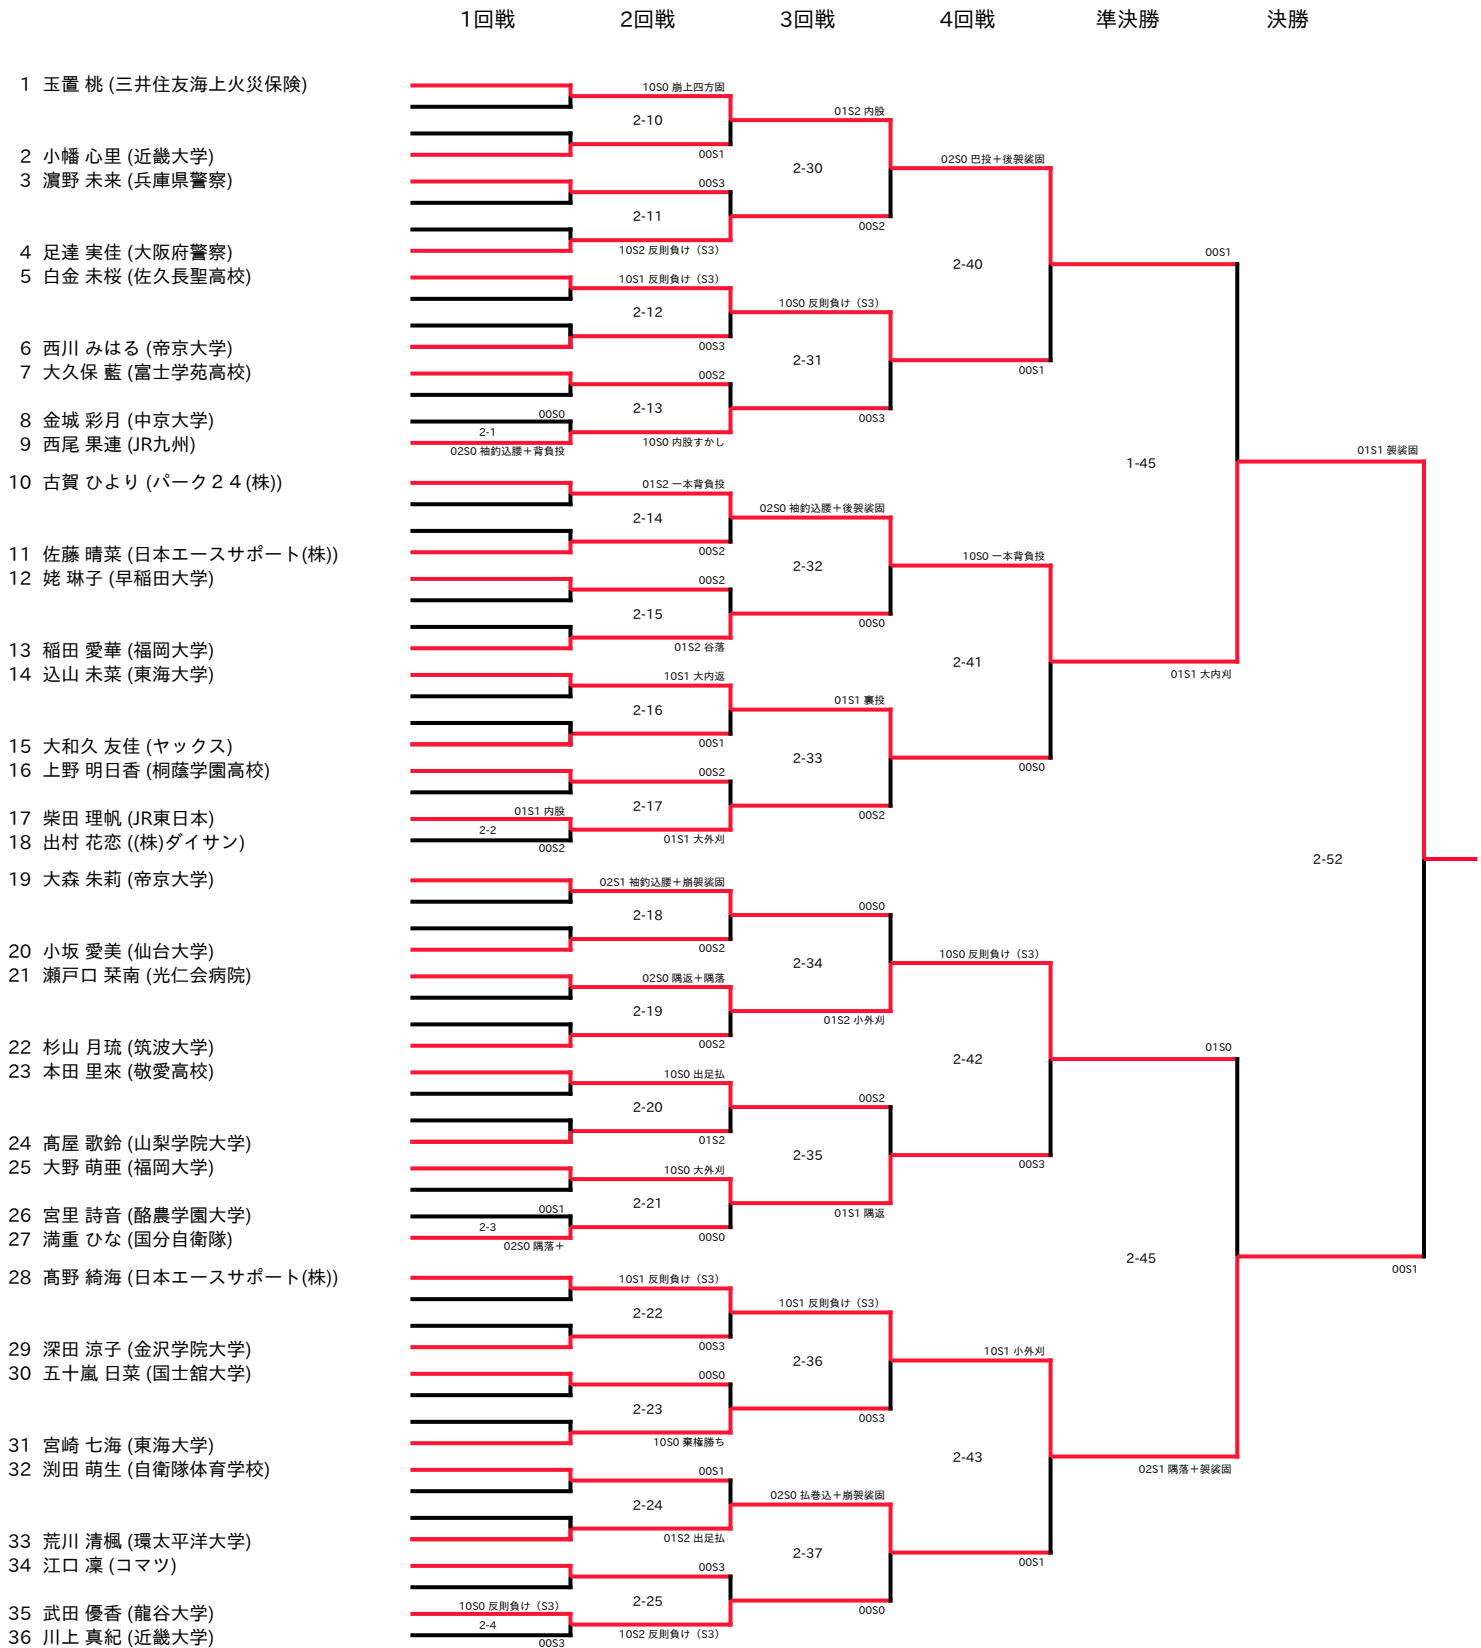 1回戦 2回戦 3回戦 4回戦 準決勝 決勝
1 玉置 桃 (三井住友海上火災保険)
10S0 崩上四方固
01S2 内股
2-10
2 小幡 心里 (近畿大学)
00S1
02S0 巴投＋後袈裟固
2-30
3 濵野 未来 (兵庫県警察)
00S3
2-11
00S2
4 足達 実佳 (大阪府警察)
10S2 反則負け（S3）
00S1
2-40
5 白金 未桜 (佐久長聖高校)
10S1 反則負け（S3）
10S0 反則負け（S3）
2-12
6 西川 みはる (帝京大学)
00S3
2-31
00S1
7 大久保 藍 (富士学苑高校)
00S2
2-13
00S3
8 金城 彩月 (中京大学)
00S0
2-1
9 西尾 果連 (JR九州)
02S0 袖釣込腰＋背負投
10S0 内股すかし
01S1 袈裟固
1-45
10 古賀 ひより (パーク２４(株))
01S2 一本背負投
02S0 袖釣込腰＋後袈裟固
2-14
11 佐藤 晴菜 (日本エースサポート(株))
00S2
10S0 一本背負投
2-32
12 姥 琳子 (早稲田大学)
00S2
2-15
00S0
13 稲田 愛華 (福岡大学)
01S2 谷落
2-41
01S1 大内刈
14 込山 未菜 (東海大学)
10S1 大内返
01S1 裏投
2-16
15 大和久 友佳 (ヤックス)
00S1
2-33
00S0
16 上野 明日香 (桐蔭学園高校)
00S2
2-17
00S2
17 柴田 理帆 (JR東日本)
01S1 内股
2-2
18 出村 花恋 ((株)ダイサン)
00S2
01S1 大外刈
2-52
19 大森 朱莉 (帝京大学)
02S1 袖釣込腰＋崩袈裟固
00S0
2-18
20 小坂 愛美 (仙台大学)
00S2
10S0 反則負け（S3）
2-34
21 瀬戸口 栞南 (光仁会病院)
02S0 隅返＋隅落
2-19
01S2 小外刈
22 杉山 月琉 (筑波大学)
00S2
01S0
2-42
23 本田 里來 (敬愛高校)
10S0 出足払
00S2
2-20
24 髙屋 歌鈴 (山梨学院大学)
01S2
2-35
00S3
25 大野 萌亜 (福岡大学)
10S0 大外刈
2-21
01S1 隅返
26 宮里 詩音 (酪農学園大学)
00S1
2-3
27 満重 ひな (国分自衛隊)
02S0 隅落＋
00S0
2-45
00S1
28 髙野 綺海 (日本エースサポート(株))
10S1 反則負け（S3）
10S1 反則負け（S3）
2-22
29 深田 涼子 (金沢学院大学)
00S3
10S1 小外刈
2-36
30 五十嵐 日菜 (国士舘大学)
00S0
2-23
00S3
31 宮崎 七海 (東海大学)
10S0 棄権勝ち
2-43
02S1 隅落＋袈裟固
32 渕田 萌生 (自衛隊体育学校)
00S1
02S0 払巻込＋崩袈裟固
2-24
33 荒川 清楓 (環太平洋大学)
01S2 出足払
2-37
00S1
34 江口 凜 (コマツ)
00S3
2-25
00S0
35 武田 優香 (龍谷大学)
10S0 反則負け（S3）
2-4
36 川上 真紀 (近畿大学)
00S3
10S2 反則負け（S3）